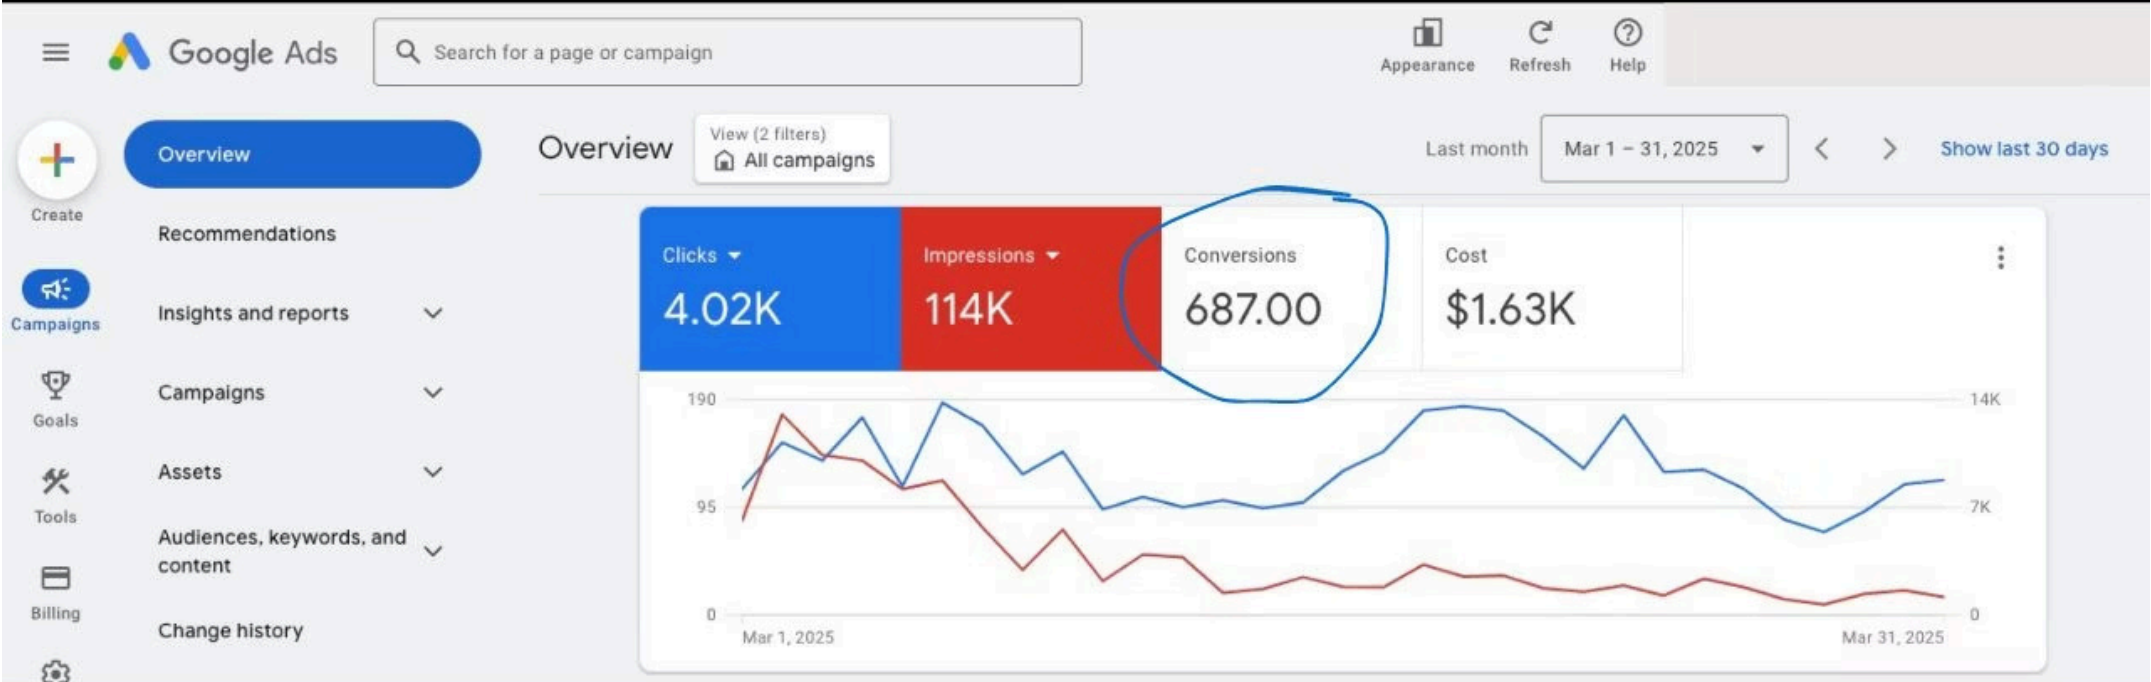 Google Ads
Search for a page or campaign
Appearance
Refresh
Help
Create
Campaigns
Goals
Tools
Billing
Overview
Recommendations
Insights and reports
Campaigns
Assets
Audiences, keywords, and
content
Change history
Overview
View (2 filters)
All campaigns
Last month
Mar 1 – 31, 2025
Show last 30 days
Clicks
4.02K
Impressions
114K
Conversions
687.00
Cost
$1.63K
190
95
0
14K
7K
0
Mar 1, 2025
Mar 31, 2025